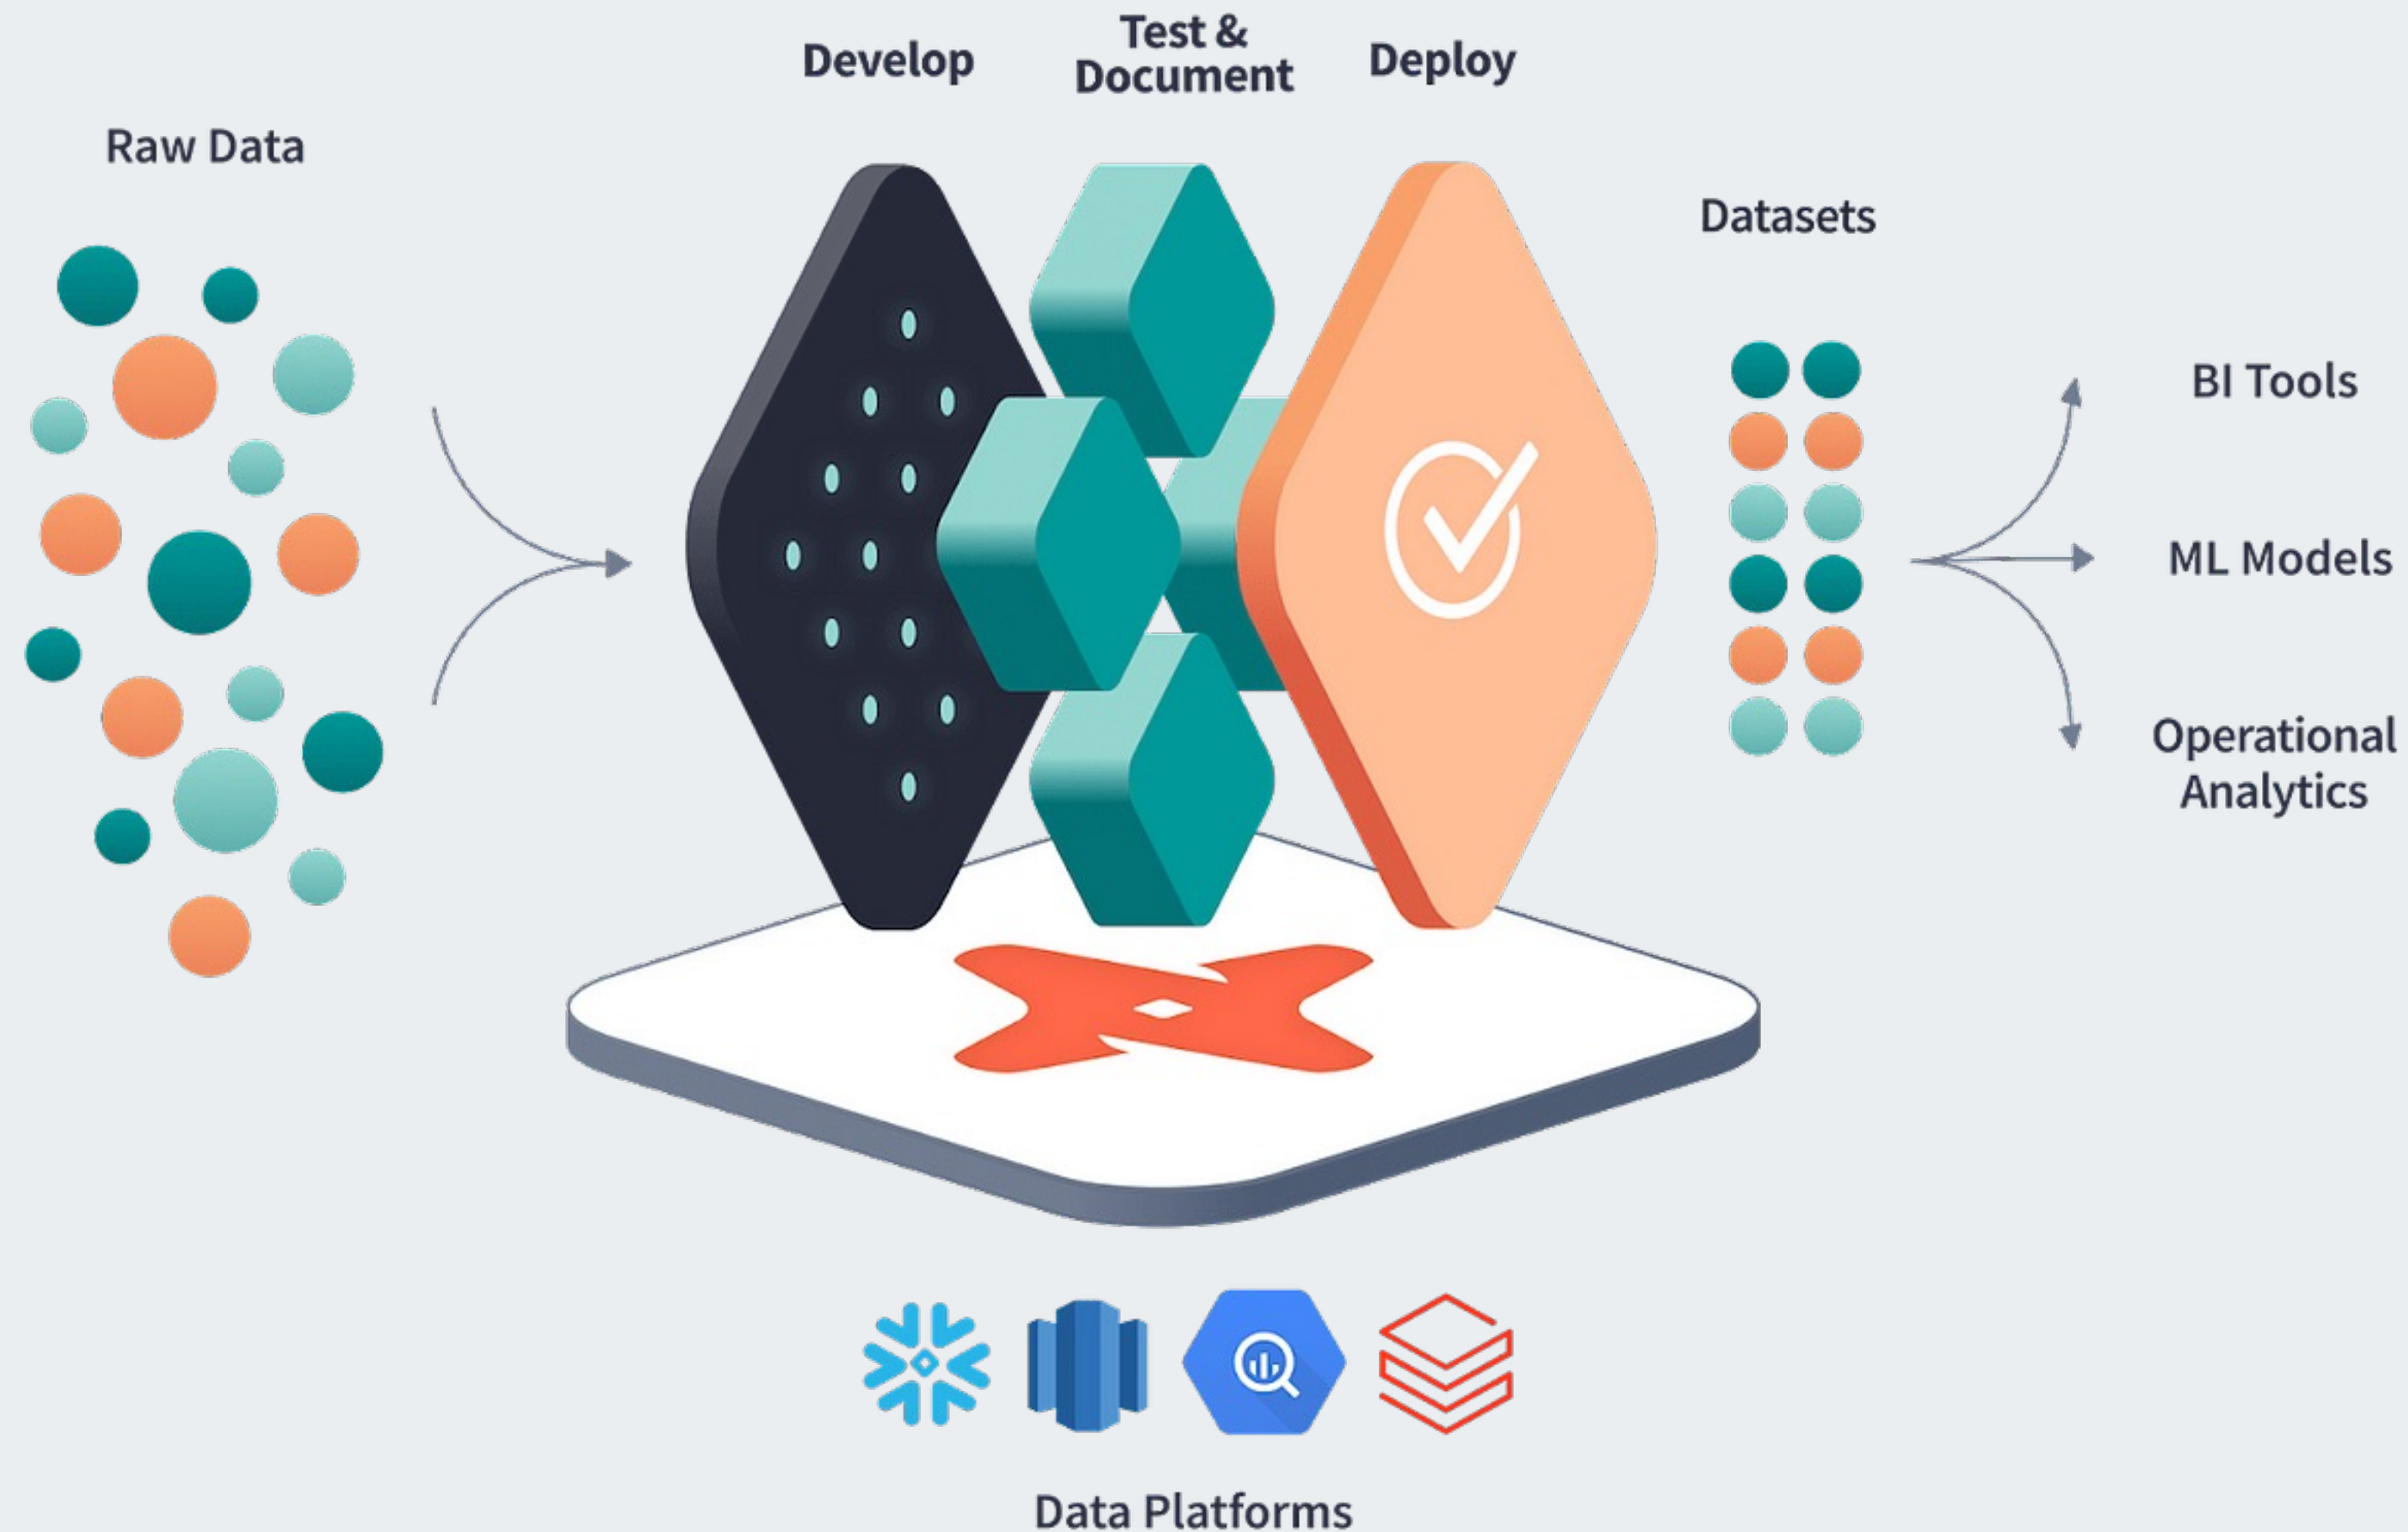 Develop
Test &
Document
Deploy
Raw Data
Datasets
BI Tools
ML Models
Operational
Analytics
Data Platforms